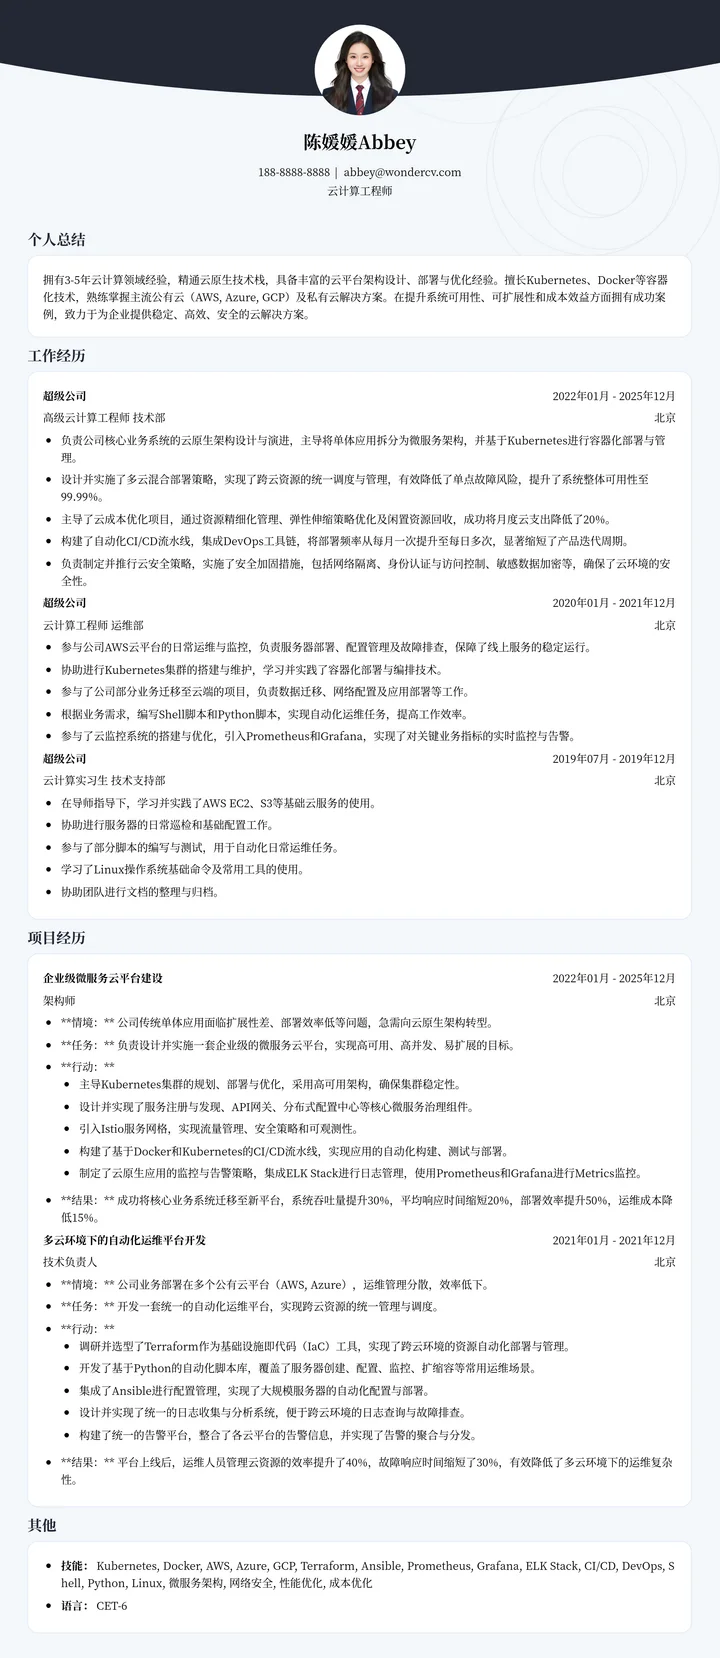 陈媛媛Abbey
188-8888-8888 | abbey@wondercv.com
云计算工程师
个人总结
拥有3-5年云计算领域经验，精通云原生技术栈，具备丰富的云平台架构设计、部署与优化经验。擅长Kubernetes、Docker等容器
化技术，熟练掌握主流公有云（AWS, Azure, GCP）及私有云解决方案。在提升系统可用性、可扩展性和成本效益方面拥有成功案
例，致力于为企业提供稳定、高效、安全的云解决方案。
工作经历
超级公司 2022年01月 - 2025年12月
高级云计算工程师 技术部 北京
• 负责公司核心业务系统的云原生架构设计与演进，主导将单体应用拆分为微服务架构，并基于Kubernetes进行容器化部署与管
理。
• 设计并实施了多云混合部署策略，实现了跨云资源的统一调度与管理，有效降低了单点故障风险，提升了系统整体可用性至
99.99%。
• 主导了云成本优化项目，通过资源精细化管理、弹性伸缩策略优化及闲置资源回收，成功将月度云支出降低了20%。
• 构建了自动化CI/CD流水线，集成DevOps工具链，将部署频率从每月一次提升至每日多次，显著缩短了产品迭代周期。
• 负责制定并推行云安全策略，实施了安全加固措施，包括网络隔离、身份认证与访问控制、敏感数据加密等，确保了云环境的安
全性。
超级公司 2020年01月 - 2021年12月
云计算工程师 运维部 北京
• 参与公司AWS云平台的日常运维与监控，负责服务器部署、配置管理及故障排查，保障了线上服务的稳定运行。
• 协助进行Kubernetes集群的搭建与维护，学习并实践了容器化部署与编排技术。
• 参与了公司部分业务迁移至云端的项目，负责数据迁移、网络配置及应用部署等工作。
• 根据业务需求，编写Shell脚本和Python脚本，实现自动化运维任务，提高工作效率。
• 参与了云监控系统的搭建与优化，引入Prometheus和Grafana，实现了对关键业务指标的实时监控与告警。
超级公司 2019年07月 - 2019年12月
云计算实习生 技术支持部 北京
• 在导师指导下，学习并实践了AWS EC2、S3等基础云服务的使用。
• 协助进行服务器的日常巡检和基础配置工作。
• 参与了部分脚本的编写与测试，用于自动化日常运维任务。
• 学习了Linux操作系统基础命令及常用工具的使用。
• 协助团队进行文档的整理与归档。
项目经历
企业级微服务云平台建设 2022年01月 - 2025年12月
架构师 北京
• **情境：** 公司传统单体应用面临扩展性差、部署效率低等问题，急需向云原生架构转型。
• **任务：** 负责设计并实施一套企业级的微服务云平台，实现高可用、高并发、易扩展的目标。
• **行动：**
• 主导Kubernetes集群的规划、部署与优化，采用高可用架构，确保集群稳定性。
• 设计并实现了服务注册与发现、API网关、分布式配置中心等核心微服务治理组件。
• 引入Istio服务网格，实现流量管理、安全策略和可观测性。
• 构建了基于Docker和Kubernetes的CI/CD流水线，实现应用的自动化构建、测试与部署。
• 制定了云原生应用的监控与告警策略，集成ELK Stack进行日志管理，使用Prometheus和Grafana进行Metrics监控。
• **结果：** 成功将核心业务系统迁移至新平台，系统吞吐量提升30%，平均响应时间缩短20%，部署效率提升50%，运维成本降
低15%。
多云环境下的自动化运维平台开发 2021年01月 - 2021年12月
技术负责人 北京
• **情境：** 公司业务部署在多个公有云平台（AWS, Azure），运维管理分散，效率低下。
• **任务：** 开发一套统一的自动化运维平台，实现跨云资源的统一管理与调度。
• **行动：**
• 调研并选型了Terraform作为基础设施即代码（IaC）工具，实现了跨云环境的资源自动化部署与管理。
• 开发了基于Python的自动化脚本库，覆盖了服务器创建、配置、监控、扩缩容等常用运维场景。
• 集成了Ansible进行配置管理，实现了大规模服务器的自动化配置与部署。
• 设计并实现了统一的日志收集与分析系统，便于跨云环境的日志查询与故障排查。
• 构建了统一的告警平台，整合了各云平台的告警信息，并实现了告警的聚合与分发。
• **结果：** 平台上线后，运维人员管理云资源的效率提升了40%，故障响应时间缩短了30%，有效降低了多云环境下的运维复杂
性。
其他
• 技能： Kubernetes, Docker, AWS, Azure, GCP, Terraform, Ansible, Prometheus, Grafana, ELK Stack, CI/CD, DevOps, S
hell, Python, Linux, 微服务架构, 网络安全, 性能优化, 成本优化
• 语言： CET-6